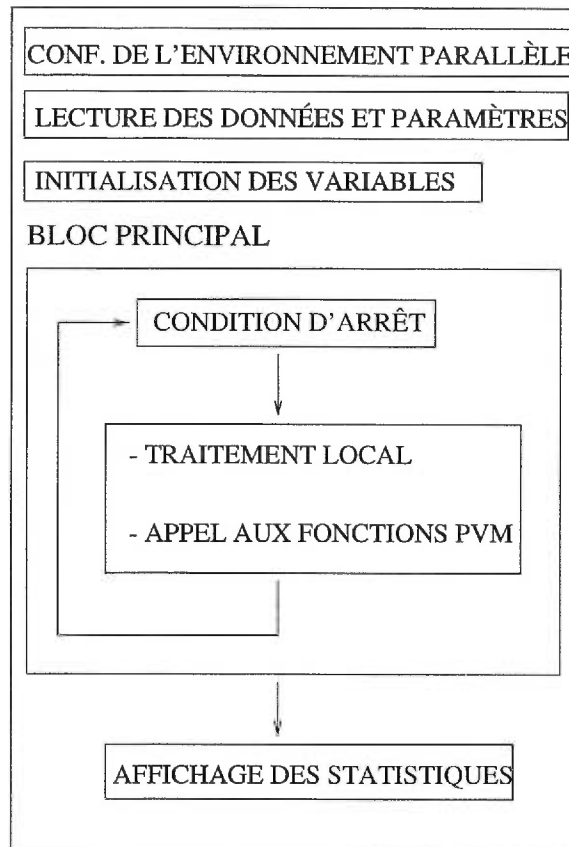 CONF. DE L'ENVIRONNEMENT PARALLÈLE
LECTURE DES DONNÉES ET PARAMÈTRES
INITIALISATION DES VARIABLES
BLOC PRINCIPAL
CONDITION D'ARRÊT
- TRAITEMENT LOCAL
- APPEL AUX FONCTIONS PVM
AFFICHAGE DES STATISTIQUES